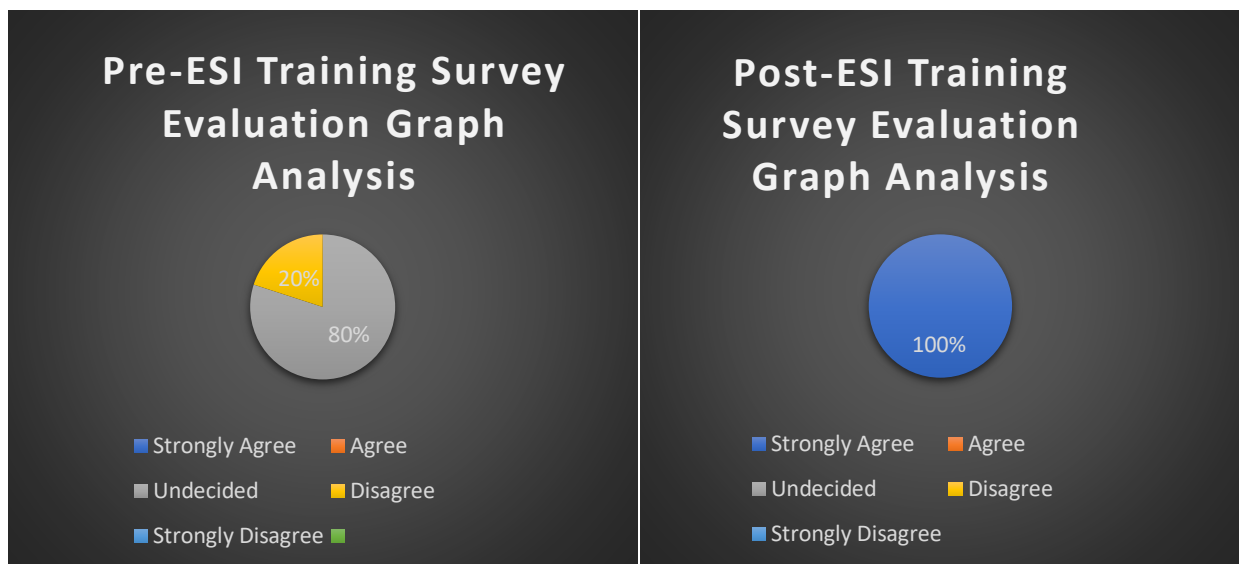 Pre-ESI Training Survey
Evaluation Graph
Analysis
20%
80%
Strongly Agree
Agree
Undecided
Disagree
Strongly Disagree
Post-ESI Training
Survey Evaluation
Graph Analysis
100%
Strongly Agree
Agree
Undecided
Disagree
Strongly Disagree